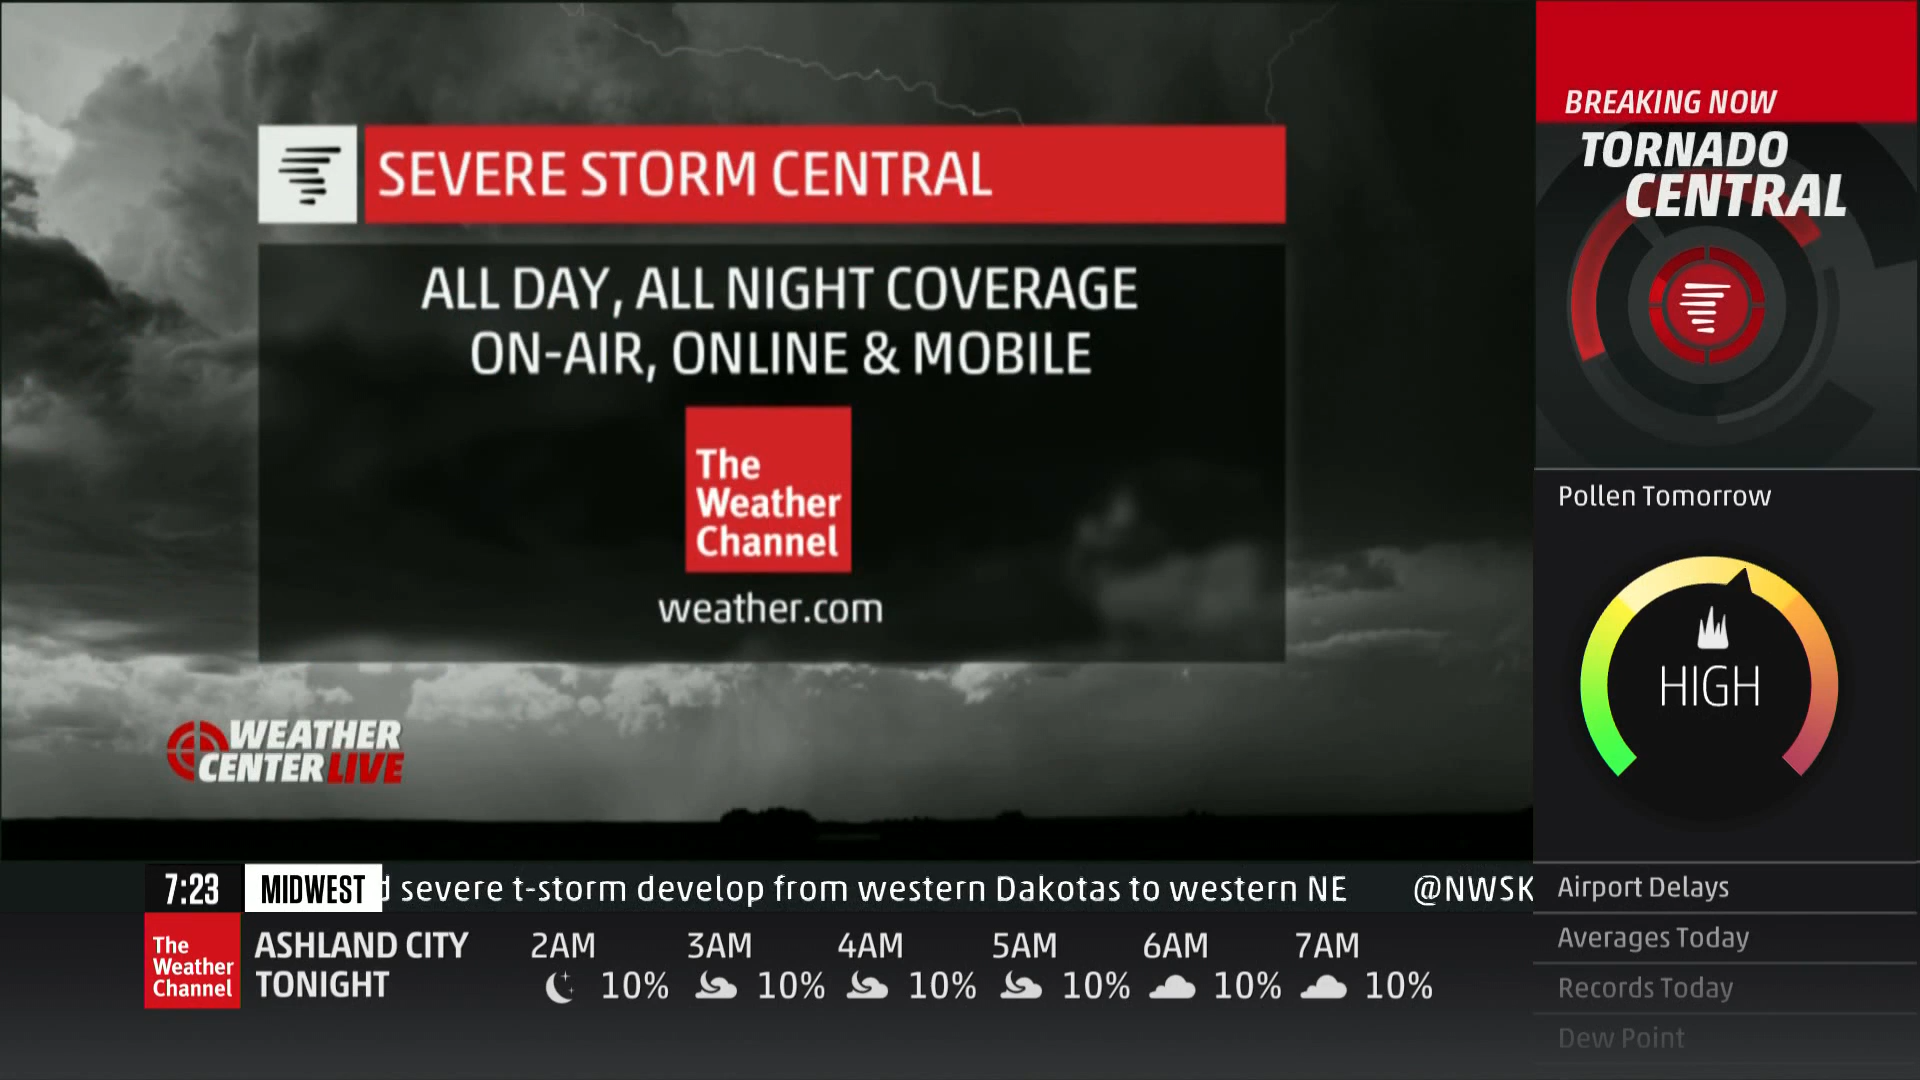 SEVERE STORM CENTRAL
ALL DAY, ALL NIGHT COVERAGE
ON-AIR, ONLINE & MOBILE
The
Weather
Channel
weather.com
WEATHER
CENTER LIVE
BREAKING NOW
TORNADO
CENTRAL
Pollen Tomorrow
HIGH
Airport Delays
Averages Today
Records Today
Dew Point
7:23 MIDWEST severe t-storm develop from western Dakotas to western NE @NWSK
The
Weather
Channel
ASHLAND CITY
TONIGHT
2AM 3AM 4AM 5AM 6AM 7AM
10% 10% 10% 10% 10% 10%